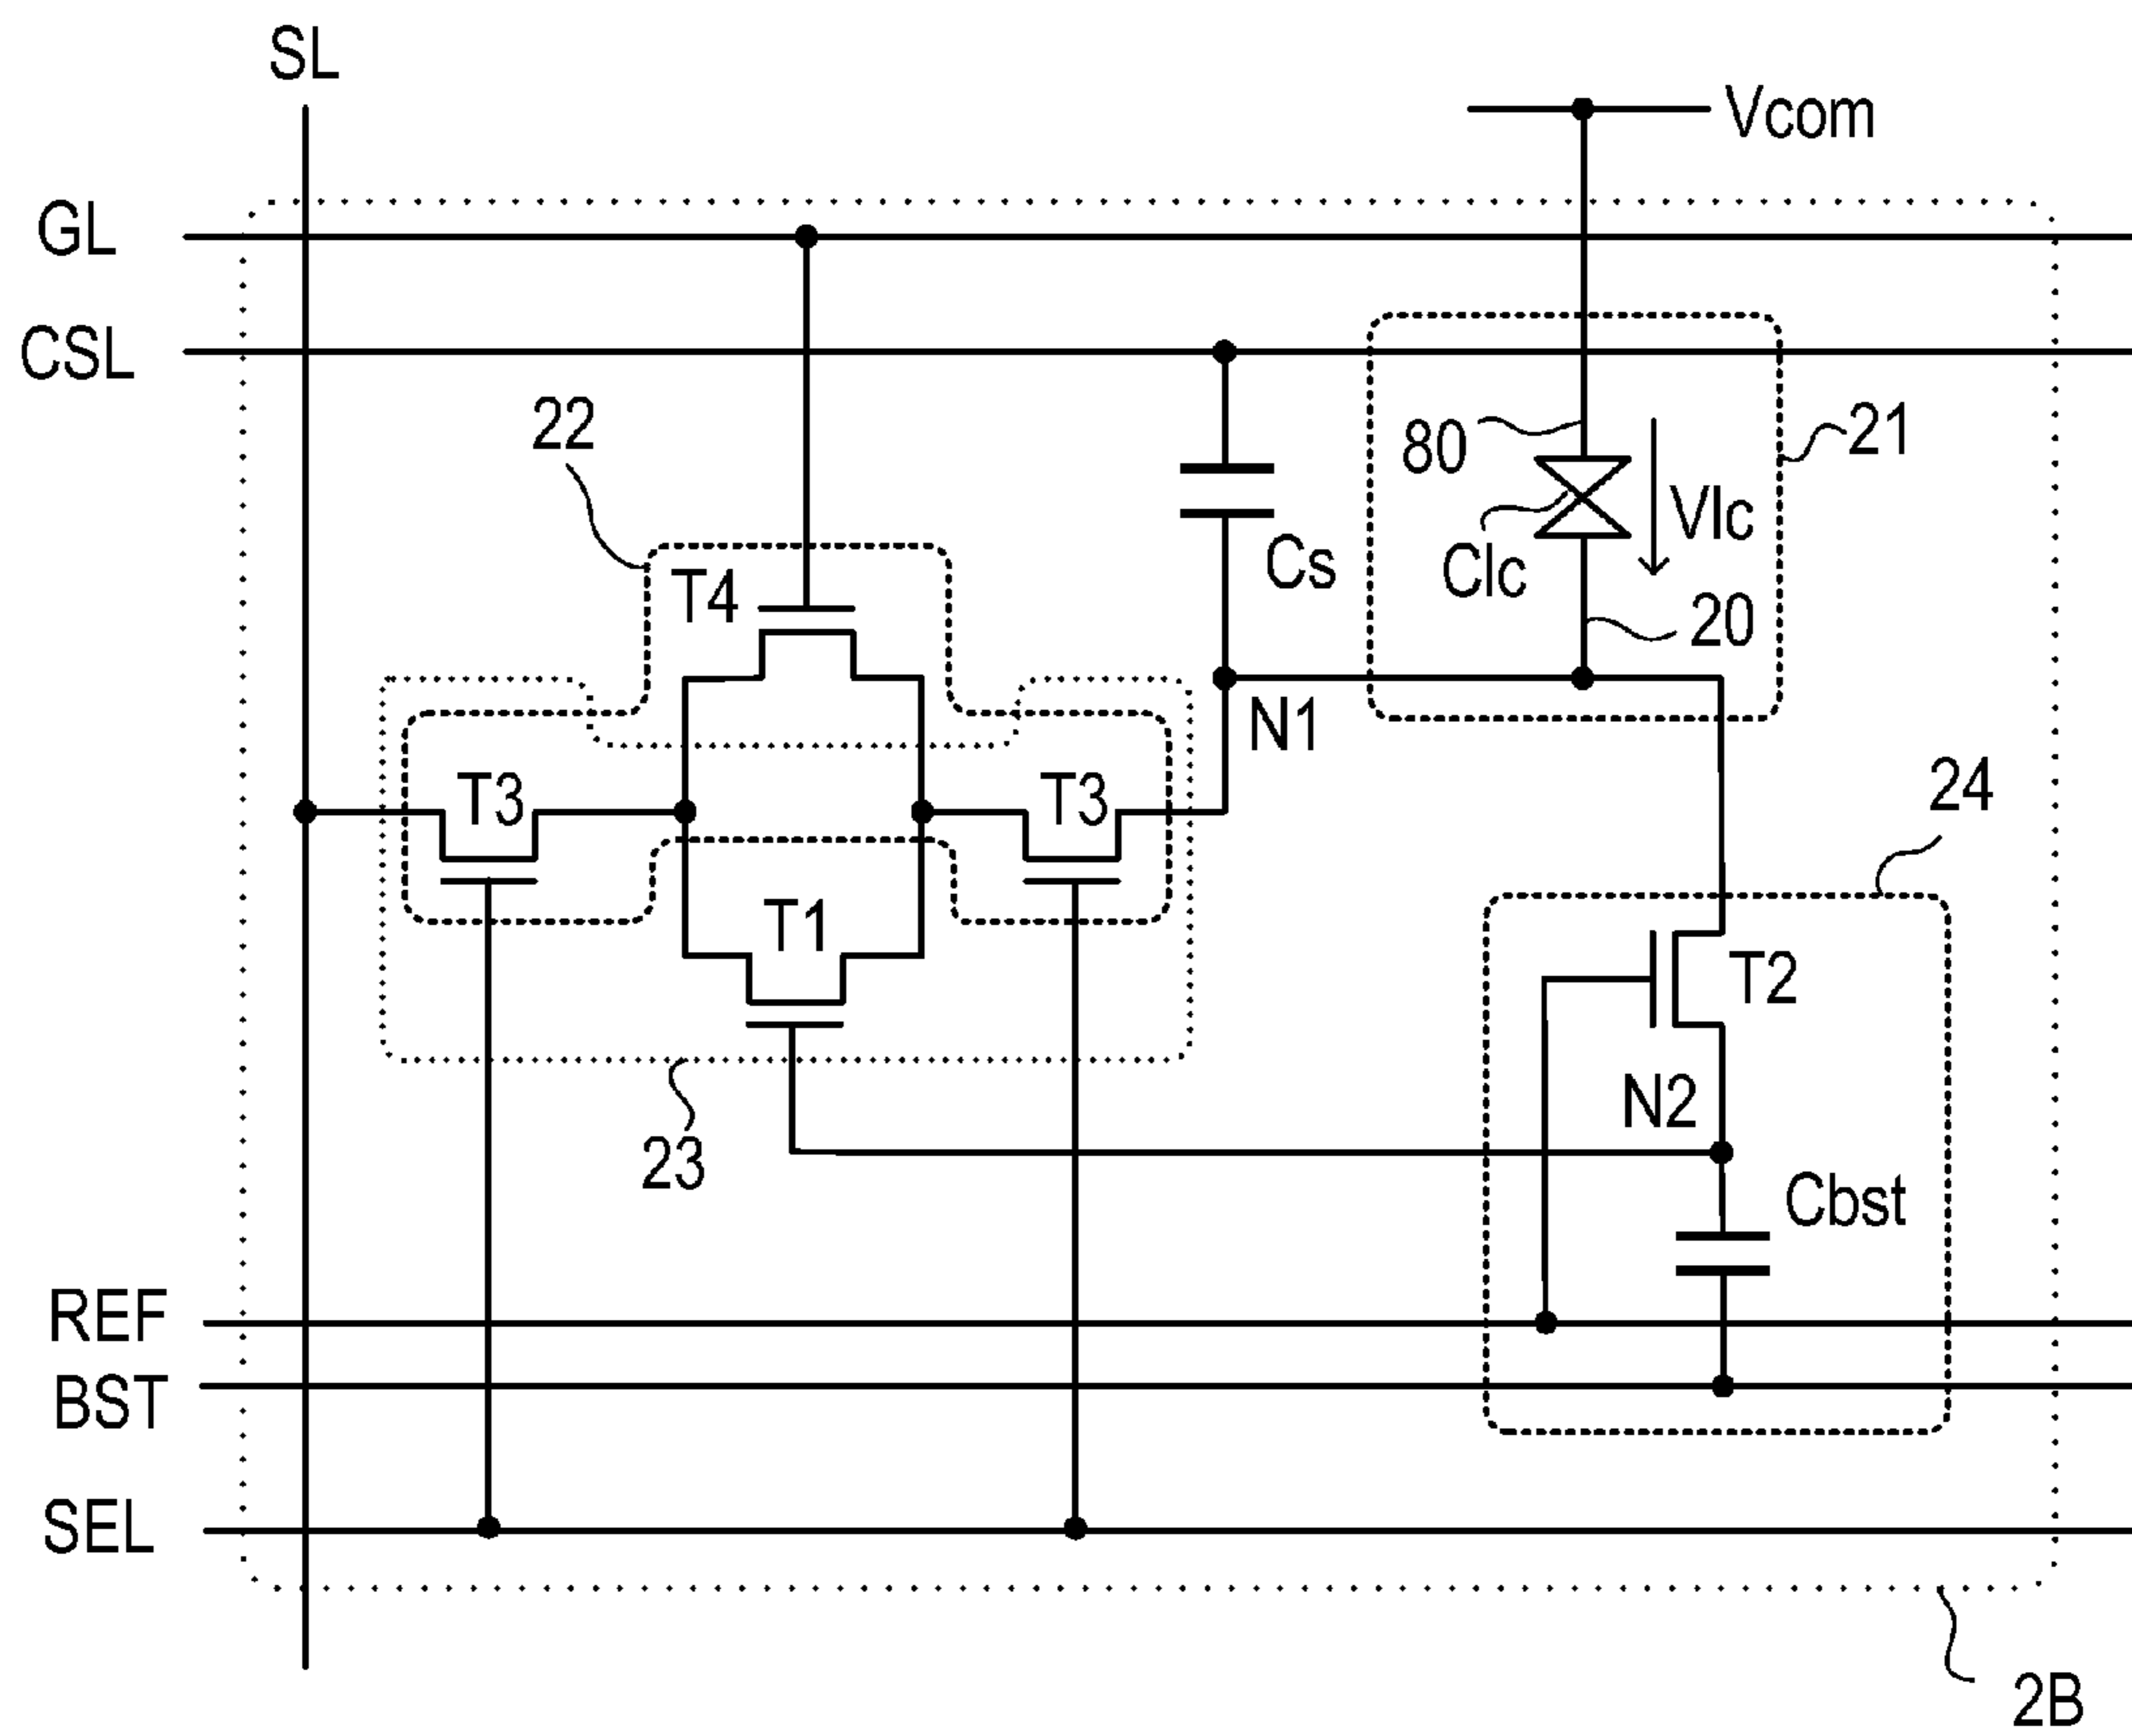 SL
Vcom
GL
CSL
22
80
21
Vlc
Cs
Clc
T4
20
N1
T3
T3
24
T1
T2
N2
23
Cbst
REF
BST
SEL
2B